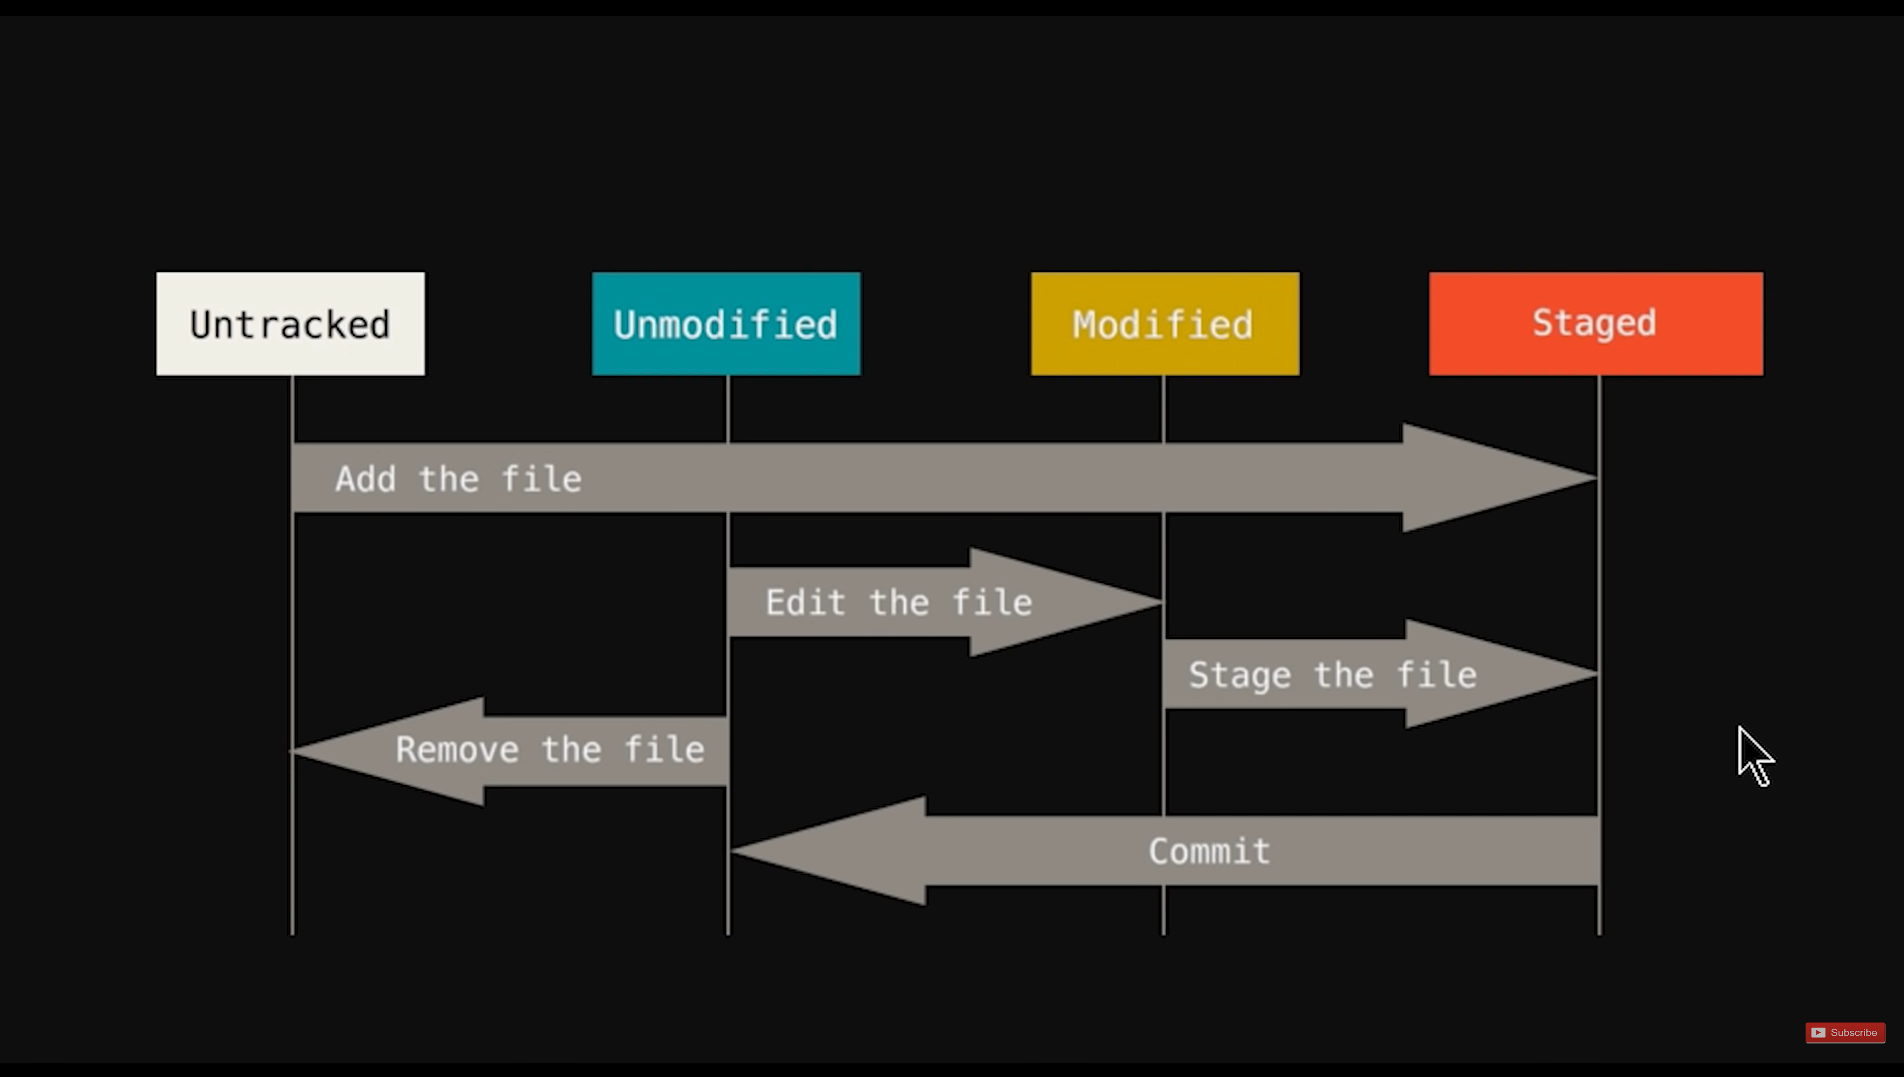 Untracked
Unmodified
Modified
Staged
Add the file
Edit the file
Stage the file
Remove the file
Commit
Subscribe